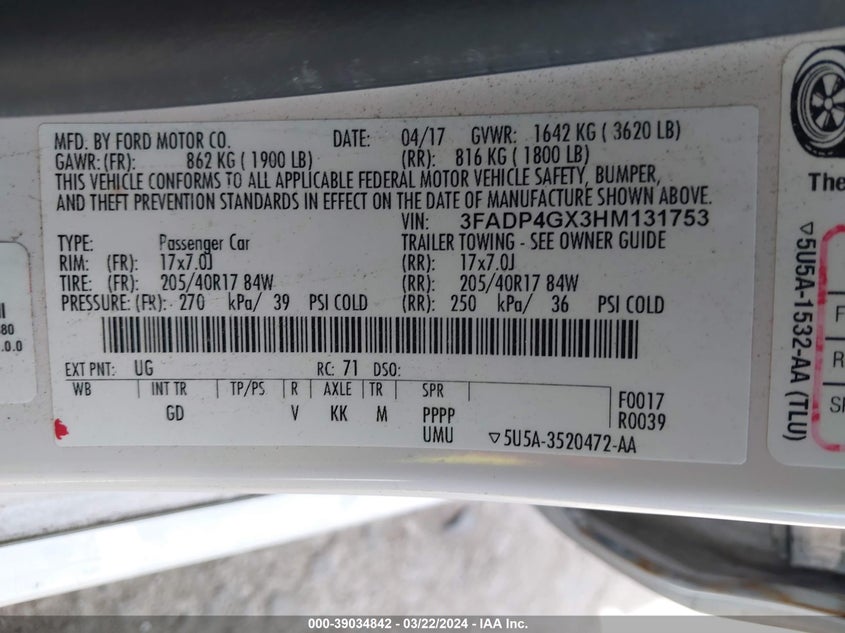 MFD. BY FORD MOTOR CO. DATE: 04/17 GVWR: 1642 KG ( 3620 LB)
GAWR: (FR): 862 KG ( 1900 LB) (RR): 816 KG ( 1800 LB)
THIS VEHICLE CONFORMS TO ALL APPLICABLE FEDERAL MOTOR VEHICLE SAFETY, BUMPER,
AND THEFT PREVENTION STANDARDS IN EFFECT ON THE DATE OF MANUFACTURE SHOWN ABOVE.
VIN: 3FADP4GX3HM131753
TYPE: Passenger Car TRAILER TOWING - SEE OWNER GUIDE
RIM: (FR): 17x7.0J (RR): 17x7.0J
TIRE: (FR): 205/40R17 84W (RR): 205/40R17 84W
PRESSURE: (FR): 270 kPa/ 39 PSI COLD (RR): 250 kPa/ 36 PSI COLD
EXT PNT: UG RC: 71 DSO:
WB INT TR TP/PS R AXLE TR SPR F0017
GD V KK M PPPP R0039
UMU ▽5U5A-3520472-AA
80
.0.0
The
▽5U5A-1532-AA (TLU)
F
R
SP
000-39034842 - 03/22/2024 - IAA Inc.